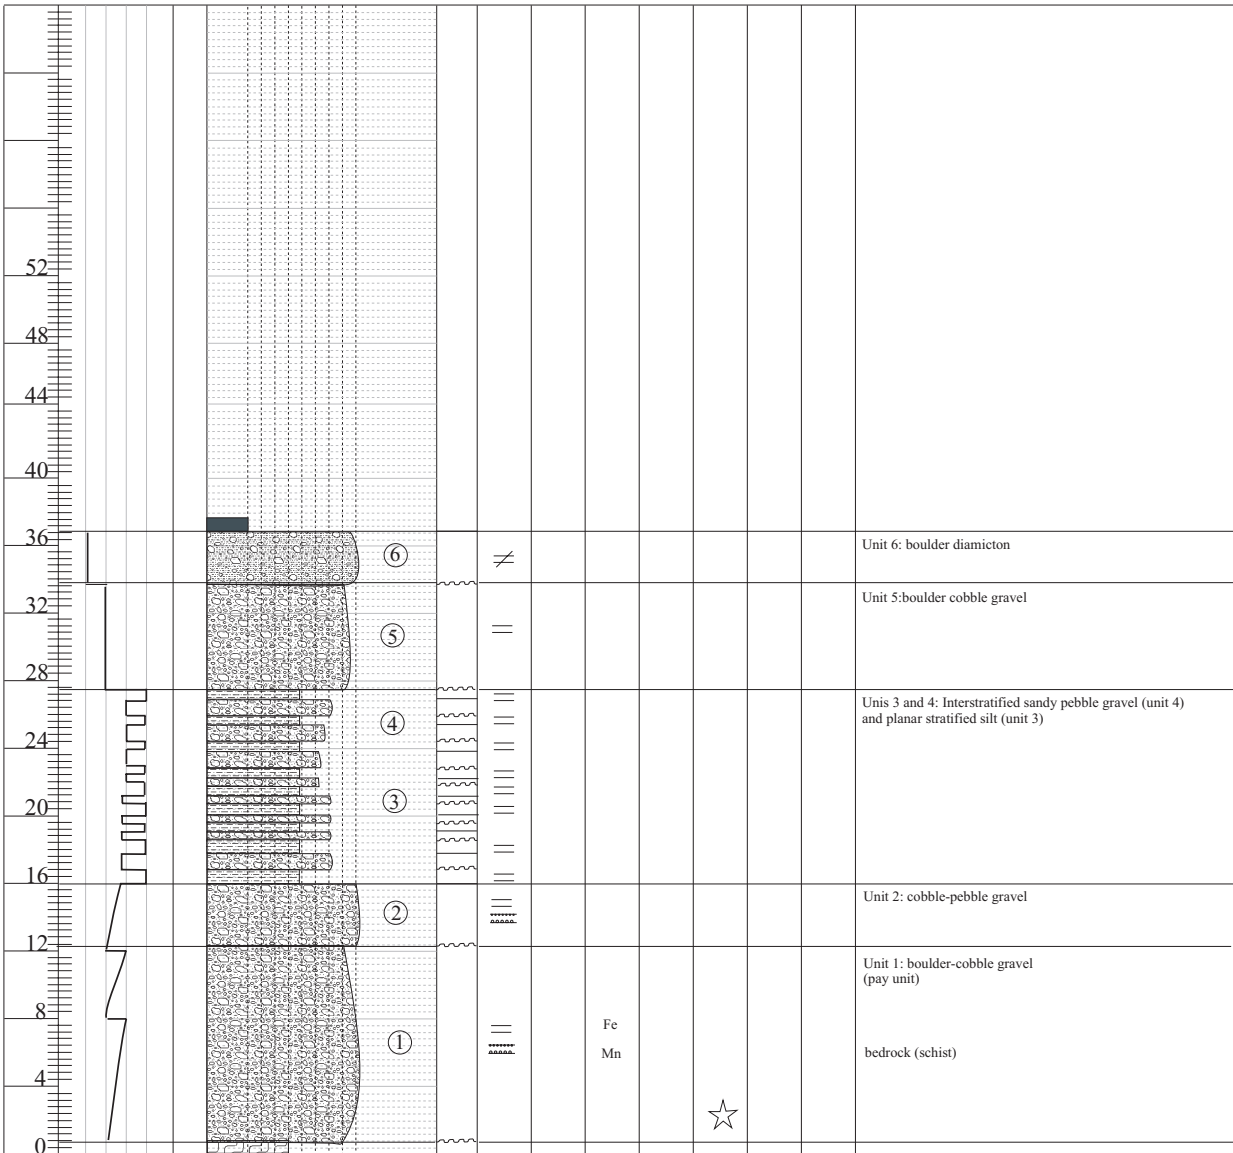 52
48
44
40
36
⑥
Unit 6: boulder diamicton
32
Unit 5:boulder cobble gravel
⑤
28
Unis 3 and 4: Interstratified sandy pebble gravel (unit 4)
and planar stratified silt (unit 3)
④
24
20
③
16
Unit 2: cobble-pebble gravel
②
12
Unit 1: boulder-cobble gravel
(pay unit)
8
Fe
①
Mn
bedrock (schist)
4
0